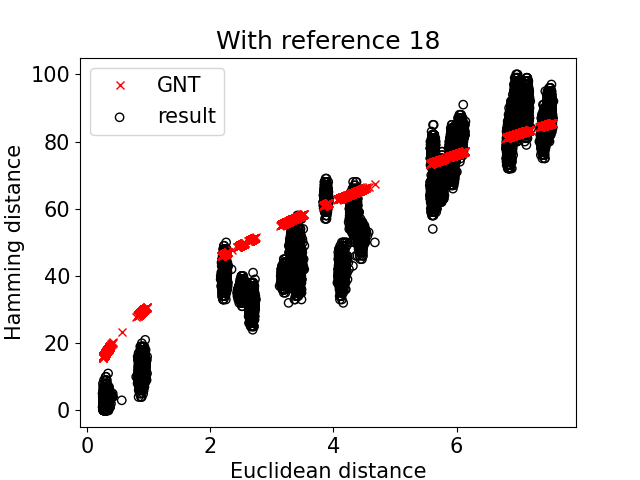 With reference 18
GNT
result
100
80
60
40
20
0
Hamming distance
0 2 4 6
Euclidean distance